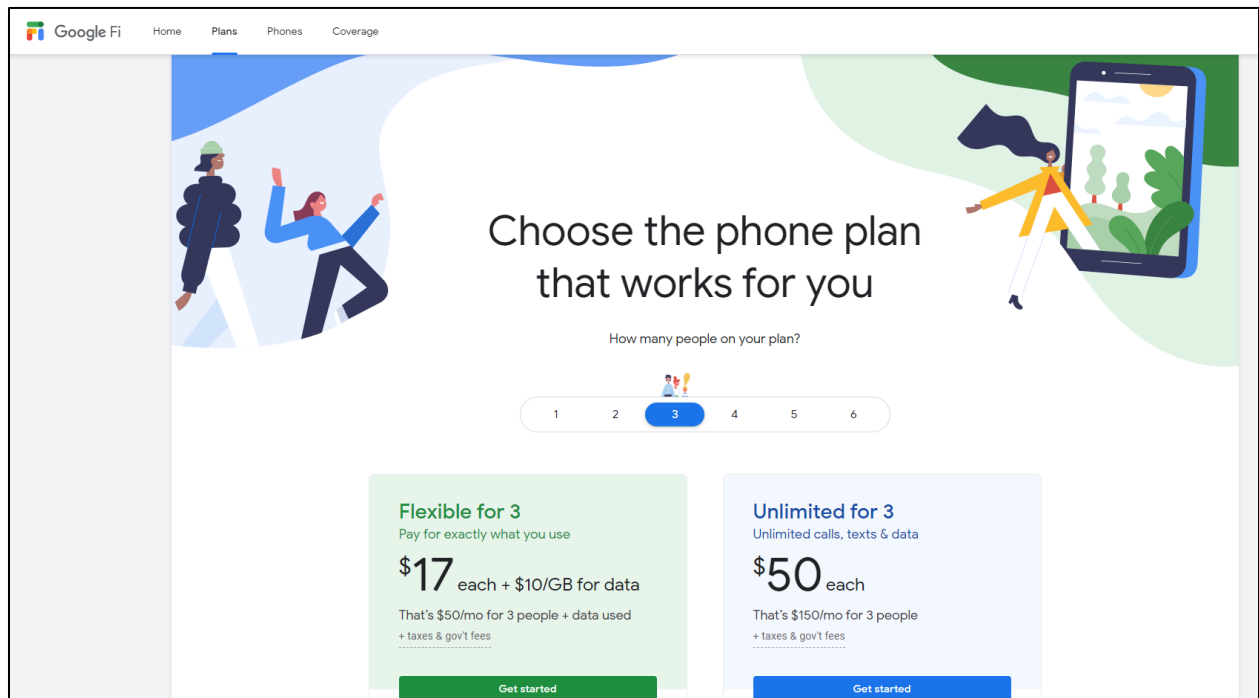 Google Fi
Home
Plans
Phones
Coverage
Choose the phone plan
that works for you
How many people on your plan?
1
2
3
4
5
6
Flexible for 3
Pay for exactly what you use
$17 each + $10/GB for data
That's $50/mo for 3 people + data used
+ taxes & gov't fees
Get started
Unlimited for 3
Unlimited calls, texts & data
$50 each
That's $150/mo for 3 people
+ taxes & gov't fees
Get started